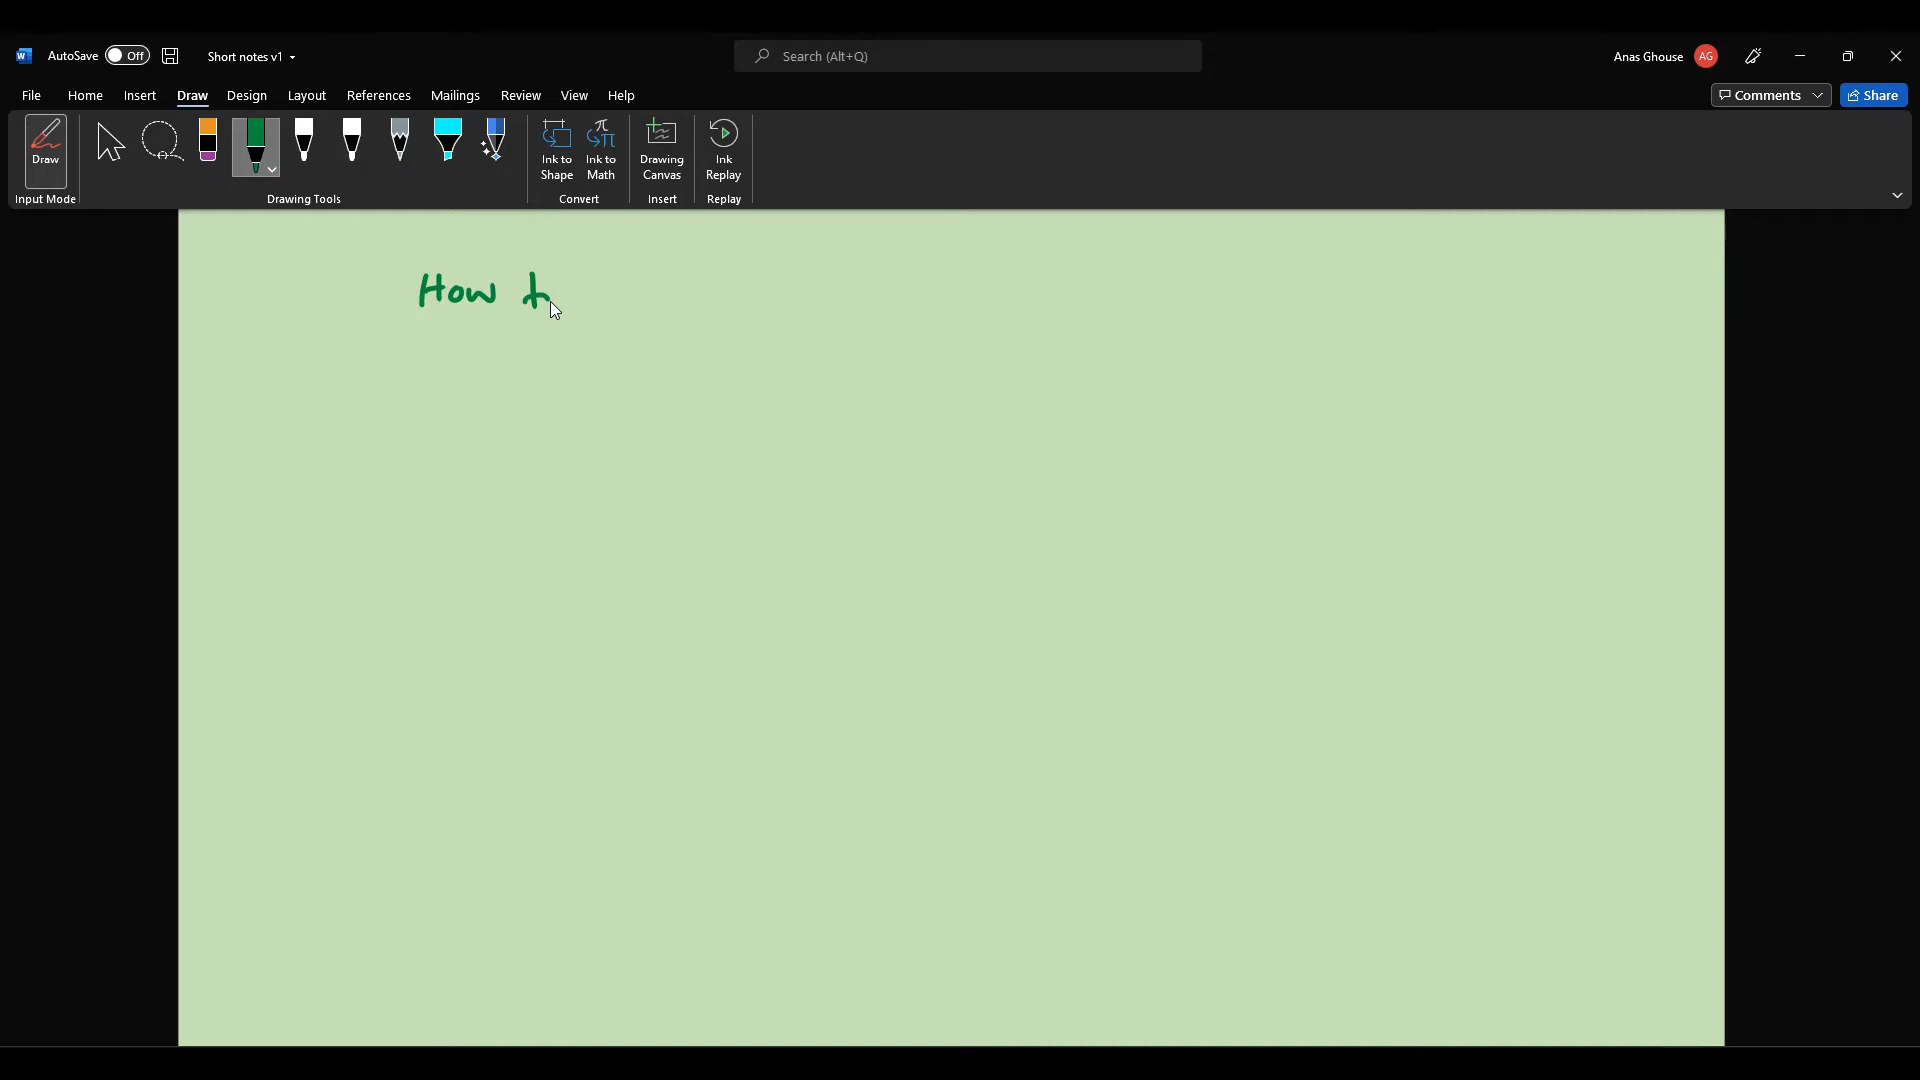 AutoSave Off Short notes v1 Search (Alt+Q) Anas Ghouse AG
File Home Insert Draw Design Layout References Mailings Review View Help Comments Share
Draw Ink to Shape Ink to Math Drawing Canvas Ink Replay
Input Mode Drawing Tools Convert Insert Replay
How t